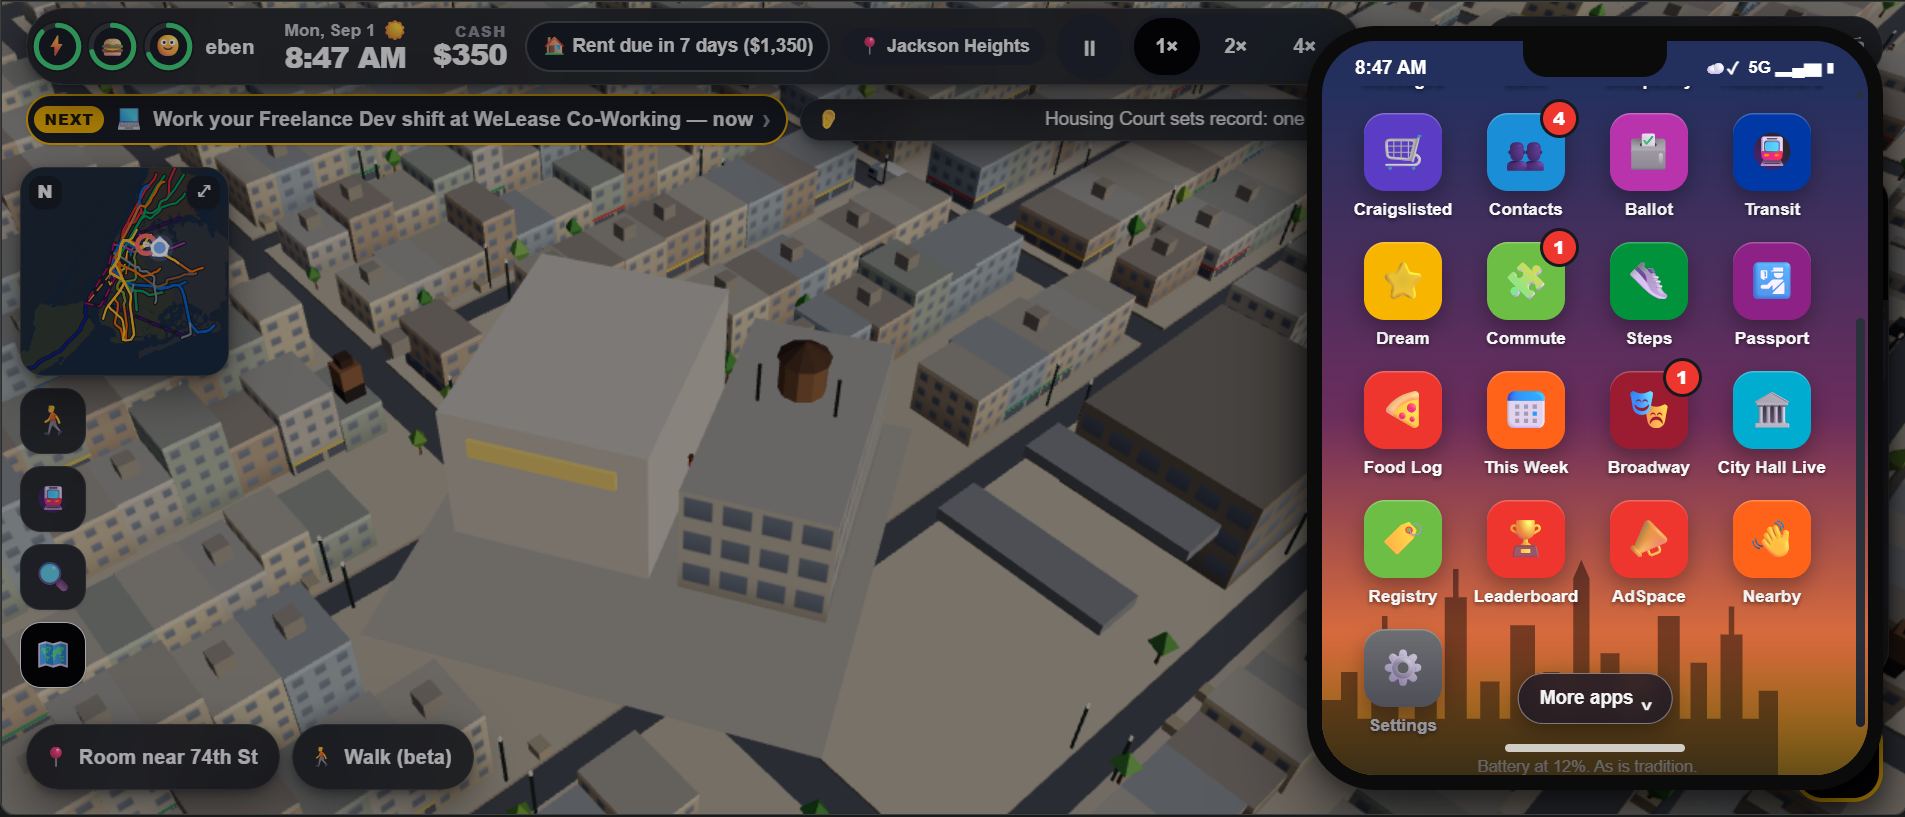 eben
Mon, Sep 1
8:47 AM
CASH
$350
Rent due in 7 days ($1,350)
Jackson Heights
1×
2×
4×
NEXT
Work your Freelance Dev shift at WeLease Co-Working — now ›
Housing Court sets record: one
N
Room near 74th St
Walk (beta)
8:47 AM
5G
Craigslisted
4
Contacts
Ballot
Transit
Dream
1
Commute
Steps
Passport
Food Log
This Week
1
Broadway
City Hall Live
Registry
Leaderboard
AdSpace
Nearby
Settings
More apps
Battery at 12%. As is tradition.